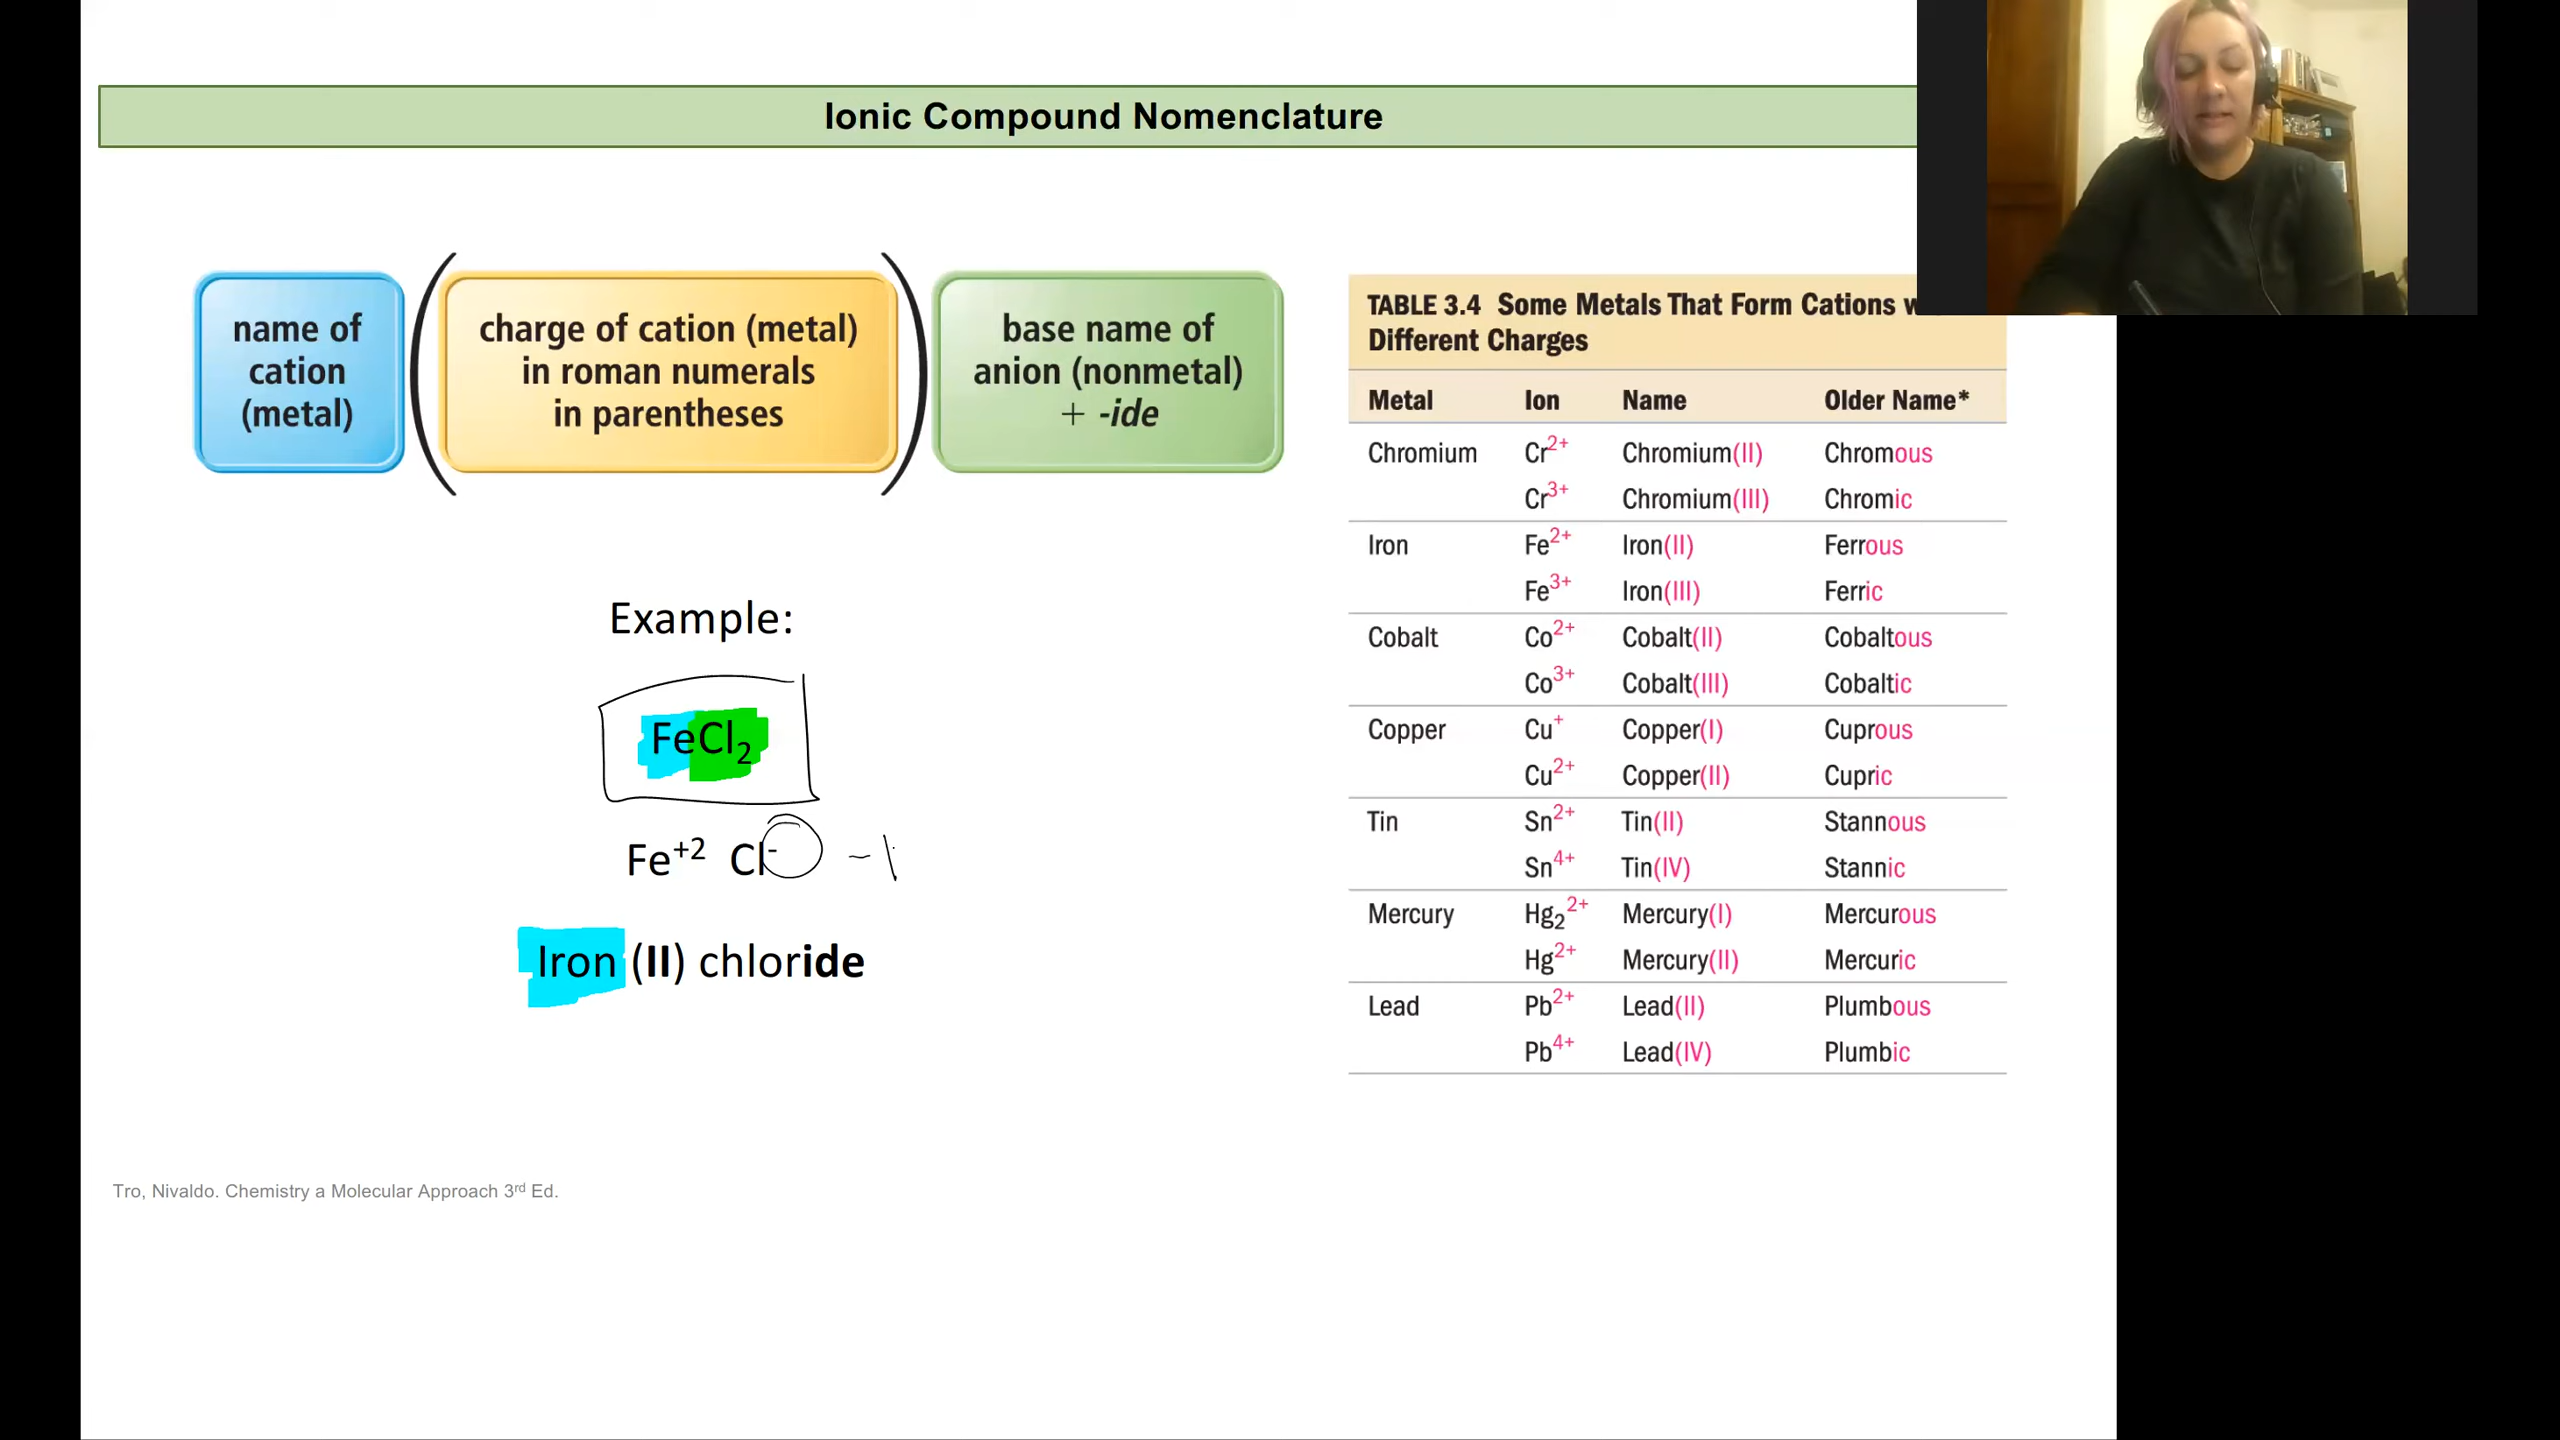 Ionic Compound Nomenclature
name of
cation
(metal)
charge of cation (metal)
in roman numerals
in parentheses
base name of
anion (nonmetal)
+ -ide
Example:
FeCl₂
Fe⁺² Cl⁻ -1
Iron (II) chloride
TABLE 3.4 Some Metals That Form Cations
Different Charges
Metal Ion Name Older Name*
Chromium Cr²⁺ Chromium(II) Chromous
Cr³⁺ Chromium(III) Chromic
Iron Fe²⁺ Iron(II) Ferrous
Fe³⁺ Iron(III) Ferric
Cobalt Co²⁺ Cobalt(II) Cobaltous
Co³⁺ Cobalt(III) Cobaltic
Copper Cu⁺ Copper(I) Cuprous
Cu²⁺ Copper(II) Cupric
Tin Sn²⁺ Tin(II) Stannous
Sn⁴⁺ Tin(IV) Stannic
Mercury Hg₂²⁺ Mercury(I) Mercurous
Hg²⁺ Mercury(II) Mercuric
Lead Pb²⁺ Lead(II) Plumbous
Pb⁴⁺ Lead(IV) Plumbic
Tro, Nivaldo. Chemistry a Molecular Approach 3rd Ed.